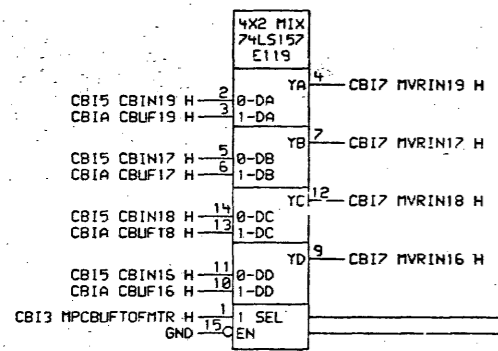 4X2 MIX
74LS157
E119
YA 4 CBI7 MVRIN19 H
CBI5 CBIN19 H 2 0-DA
CBIA CBUF19 H 3 1-DA
YB 7 CBI7 MVRIN17 H
CBI5 CBIN17 H 5 0-DB
CBIA CBUF17 H 6 1-DB
YC 12 CBI7 MVRIN18 H
CBI5 CBIN18 H 14 0-DC
CBIA CBUF18 H 13 1-DC
YD 9 CBI7 MVRIN16 H
CBI5 CBIN16 H 11 0-DD
CBIA CBUF16 H 10 1-DD
CBI3 MPCBUFTOFMTR H 1 1 SEL
GND 15 EN